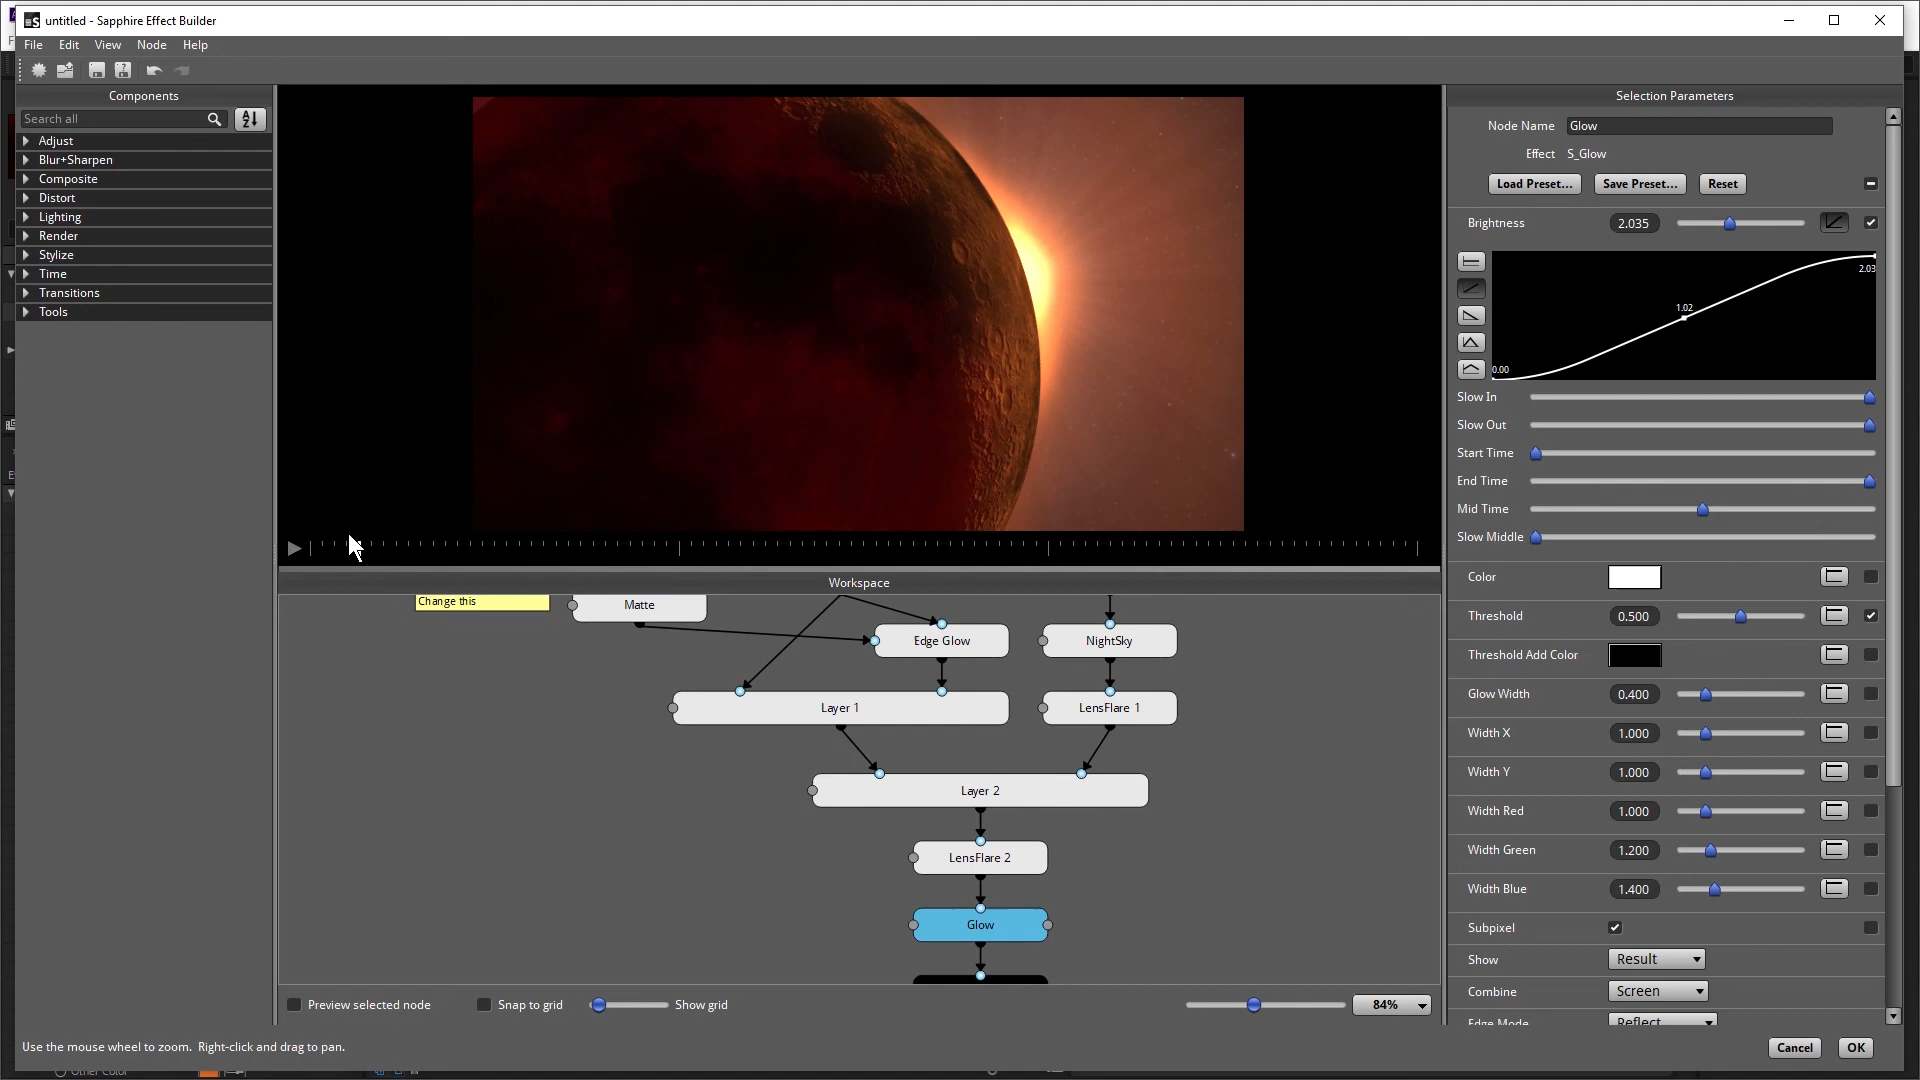 untitled - Sapphire Effect Builder
File Edit View Node Help
Components
Search all
Adjust
Blur+Sharpen
Composite
Distort
Lighting
Render
Stylize
Time
Transitions
Tools
Workspace
Change this
Matte
Edge Glow
NightSky
Layer 1
LensFlare 1
Layer 2
LensFlare 2
Glow
Preview selected node
Snap to grid
Show grid
84%
Selection Parameters
Node Name Glow
Effect S_Glow
Load Preset... Save Preset... Reset
Brightness 2.035
2.03
1.02
0.00
Slow In
Slow Out
Start Time
End Time
Mid Time
Slow Middle
Color
Threshold 0.500
Threshold Add Color
Glow Width 0.400
Width X 1.000
Width Y 1.000
Width Red 1.000
Width Green 1.200
Width Blue 1.400
Subpixel
Show Result
Combine Screen
Edge Mode Reflect
Use the mouse wheel to zoom. Right-click and drag to pan.
Cancel OK
Other Color